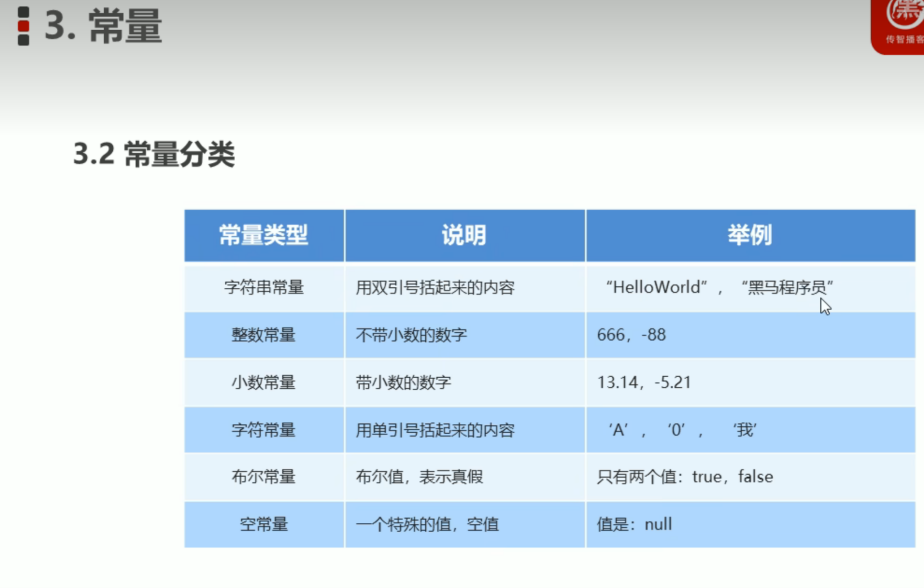 3. 常量
黑
传智播客
3.2 常量分类
常量类型 说明 举例
字符串常量 用双引号括起来的内容 “HelloWorld”，“黑马程序员”
整数常量 不带小数的数字 666，-88
小数常量 带小数的数字 13.14，-5.21
字符常量 用单引号括起来的内容 ‘A’，‘0’，‘我’
布尔常量 布尔值，表示真假 只有两个值：true，false
空常量 一个特殊的值，空值 值是：null